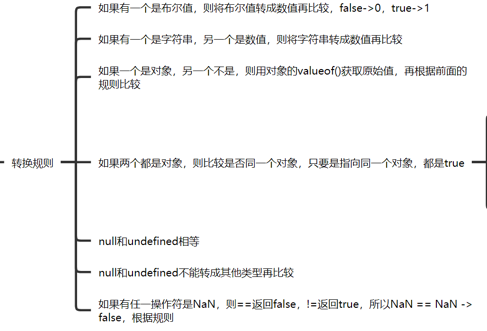 如果有一个是布尔值，则将布尔值转成数值再比较，false->0，true->1
如果有一个是字符串，另一个是数值，则将字符串转成数值再比较
如果一个是对象，另一个不是，则用对象的valueof()获取原始值，再根据前面的
规则比较
转换规则
如果两个都是对象，则比较是否同一个对象，只要是指向同一个对象，都是true
null和undefined相等
null和undefined不能转成其他类型再比较
如果有任一操作符是NaN，则==返回false，!=返回true，所以NaN == NaN ->
false，根据规则